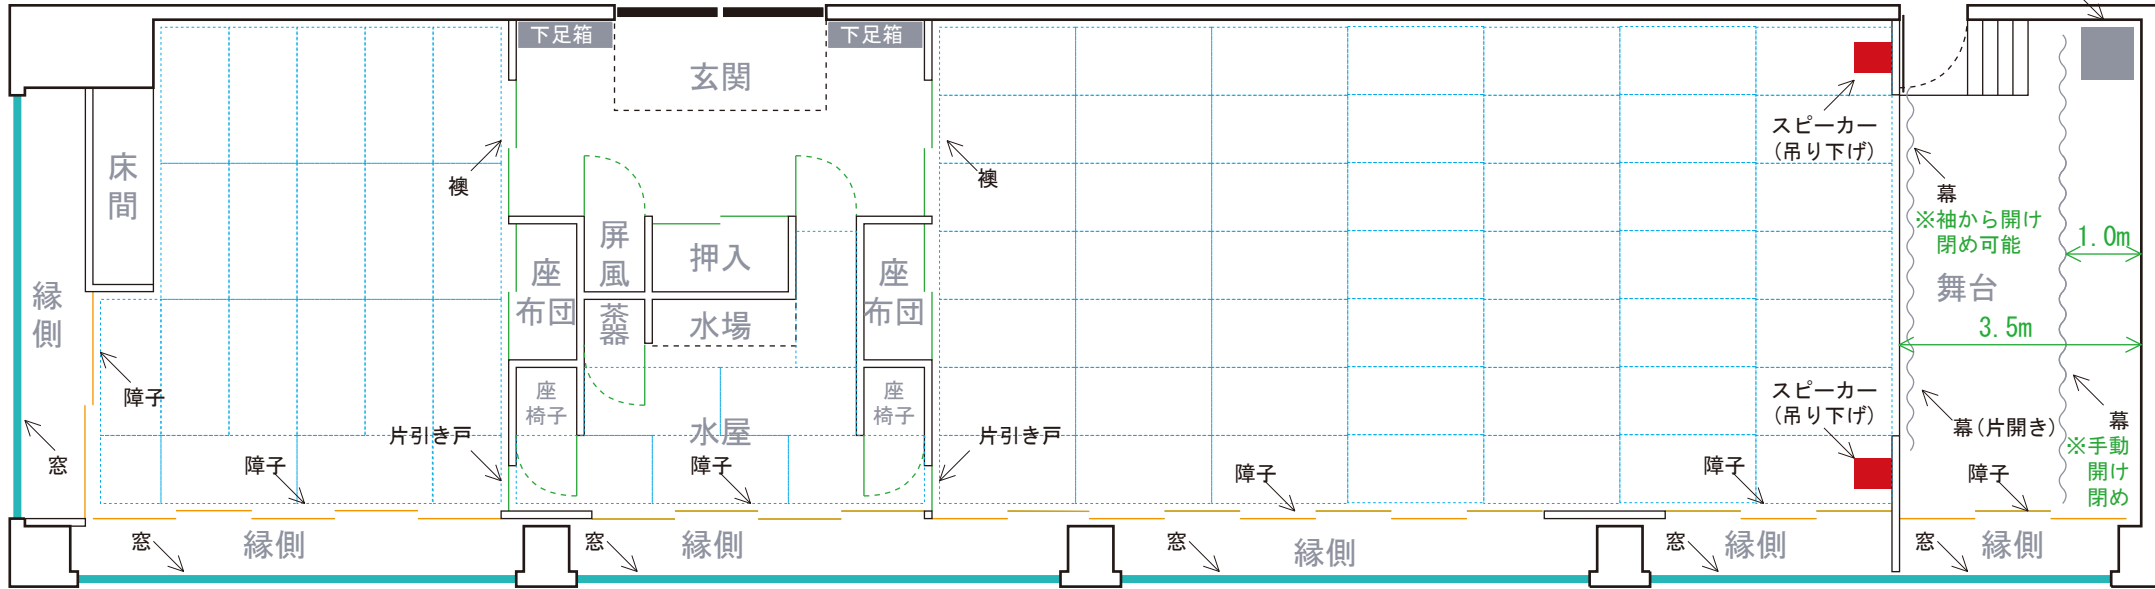 下足箱
下足箱
玄関
スピーカー
(吊り下げ)
床
間
襖
襖
幕
※袖から開け
閉め可能
1.0m
屏
風
押入
座
布団
座
布団
縁
側
舞台
茶
器
水場
3.5m
障子
座
椅子
座
椅子
スピーカー
(吊り下げ)
片引き戸
水屋
片引き戸
幕(片開き)
幕
※手動
開け
閉め
窓
障子
障子
障子
障子
障子
窓
縁側
窓
縁側
窓
縁側
窓
縁側
窓
縁側